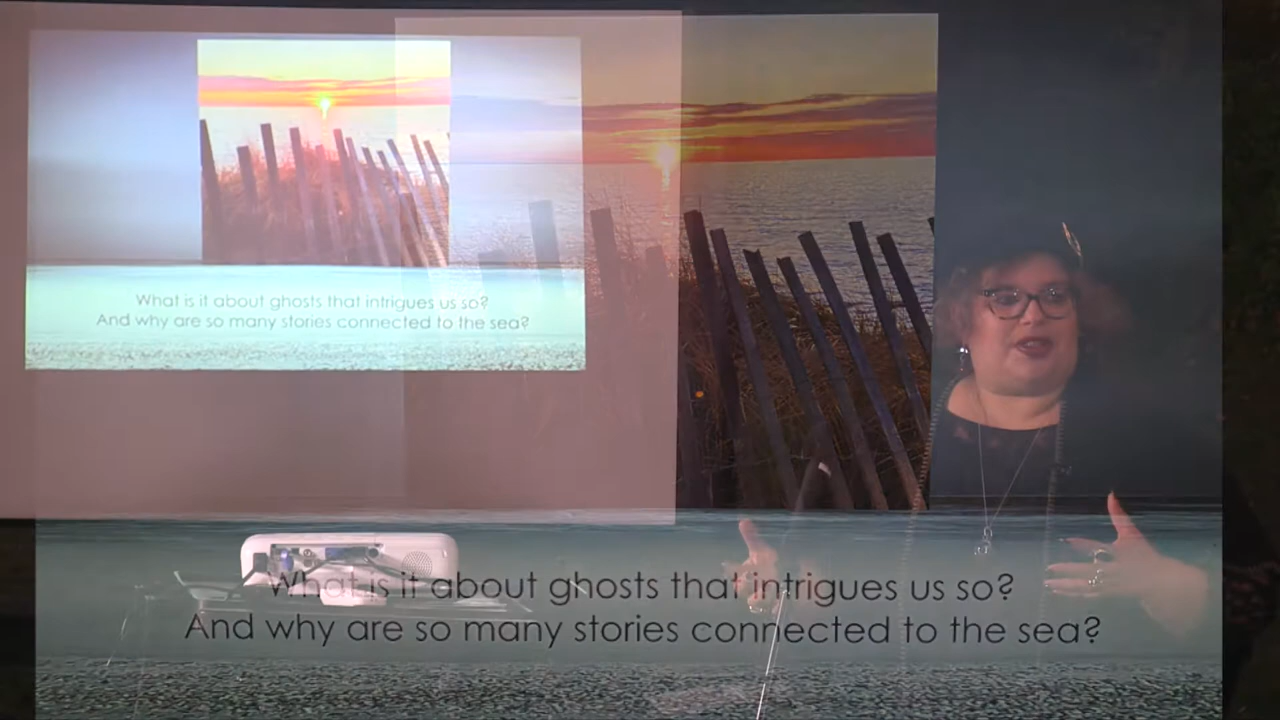 What is it about ghosts that intrigues us so?
And why are so many stories connected to the sea?
What is it about ghosts that intrigues us so?
And why are so many stories connected to the sea?